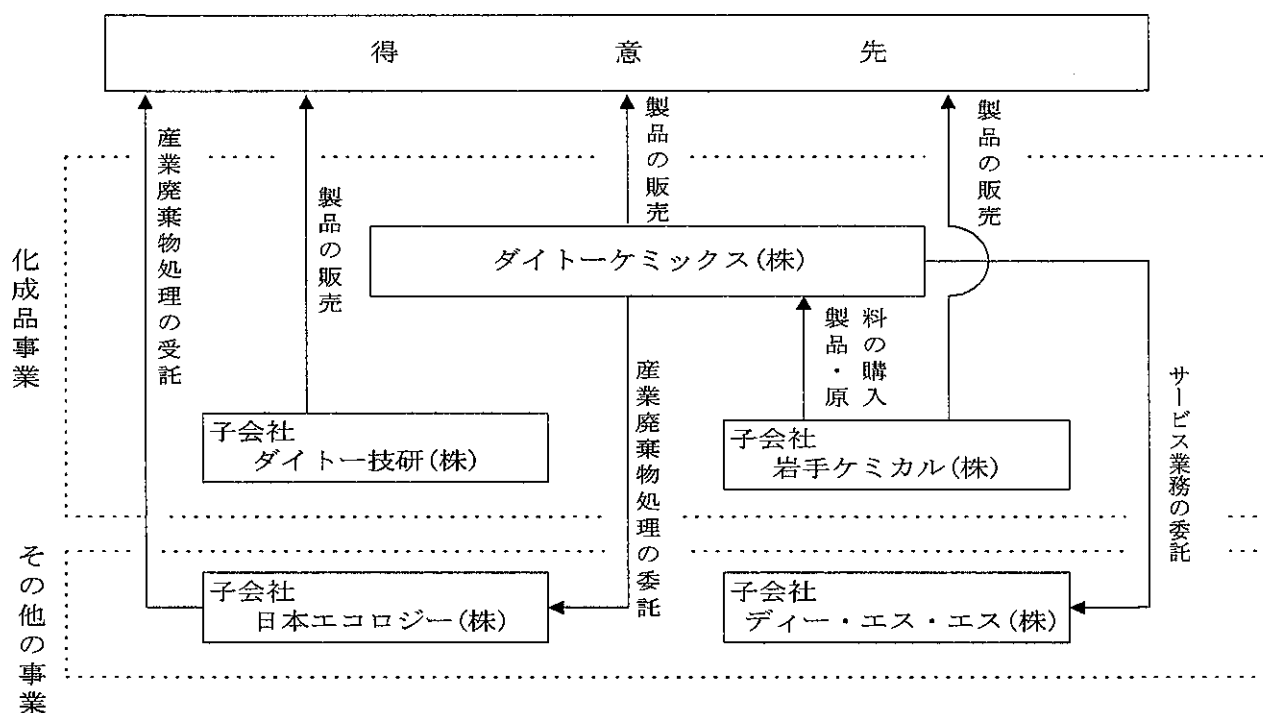 得意先
産業廃棄物処理の受託
製品の販売
製品の販売
製品の販売
化成品事業
ダイトーケミックス(株)
製品・原
料の購入
産業廃棄物処理の委託
サービス業務の委託
子会社
ダイトー技研(株)
子会社
岩手ケミカル(株)
その他の事業
子会社
日本エコロジー(株)
子会社
ディー・エス・エス(株)